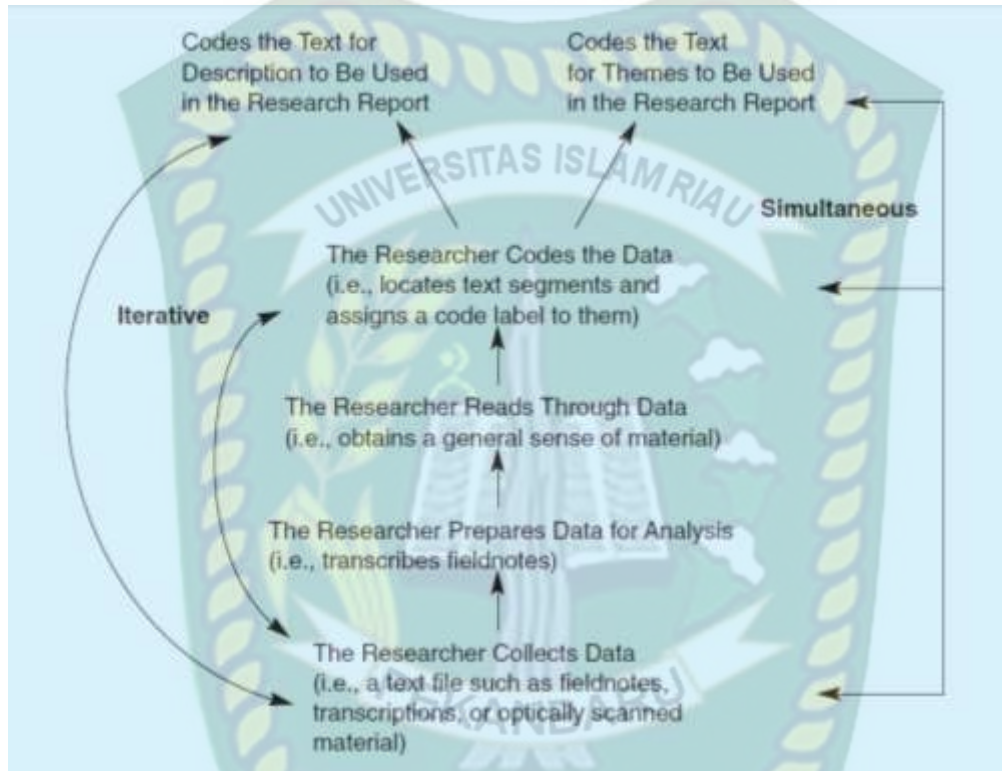 Codes the Text for
Description to Be Used
in the Research Report
Codes the Text
for Themes to Be Used
in the Research Report
UNIVERSITAS ISLAM RIAU
Simultaneous
The Researcher Codes the Data
(i.e., locates text segments and
assigns a code label to them)
Iterative
The Researcher Reads Through Data
(i.e., obtains a general sense of material)
The Researcher Prepares Data for Analysis
(i.e., transcribes fieldnotes)
The Researcher Collects Data
(i.e., a text file such as fieldnotes,
transcriptions, or optically scanned
material)